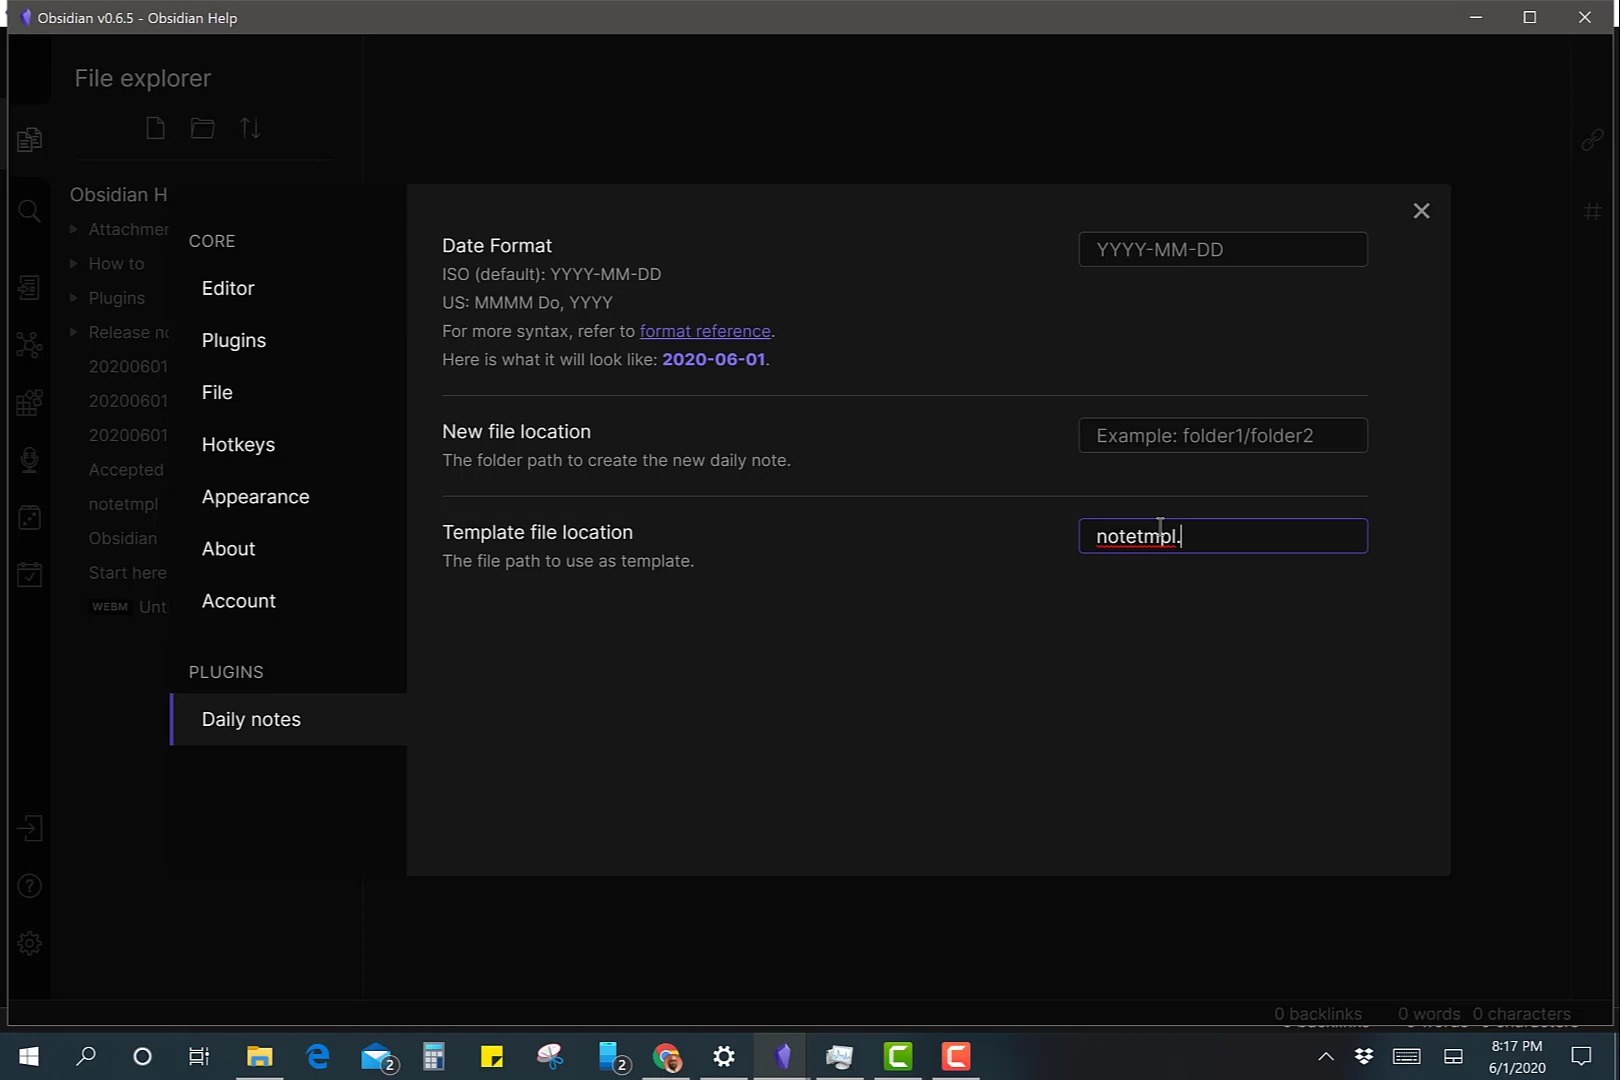 Obsidian v0.6.5 - Obsidian Help
File explorer
Obsidian H
Attachmer
How to
Plugins
Release no
20200601
20200601
20200601
Accepted
notetmpl
Obsidian
Start here
WEBM Unt
CORE
Editor
Plugins
File
Hotkeys
Appearance
About
Account
PLUGINS
Daily notes
Date Format
ISO (default): YYYY-MM-DD
US: MMMM Do, YYYY
For more syntax, refer to format reference.
Here is what it will look like: 2020-06-01.
YYYY-MM-DD
New file location
The folder path to create the new daily note.
Example: folder1/folder2
Template file location
The file path to use as template.
notetmpl.
0 backlinks 0 words 0 characters
2
2
8:17 PM
6/1/2020